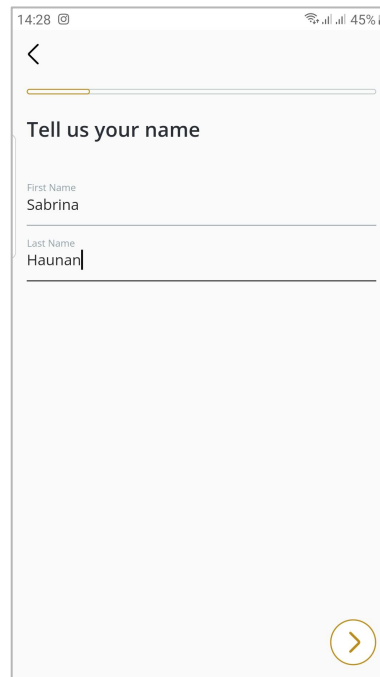 14:28 45%
Tell us your name
First Name
Sabrina
Last Name
Haunan